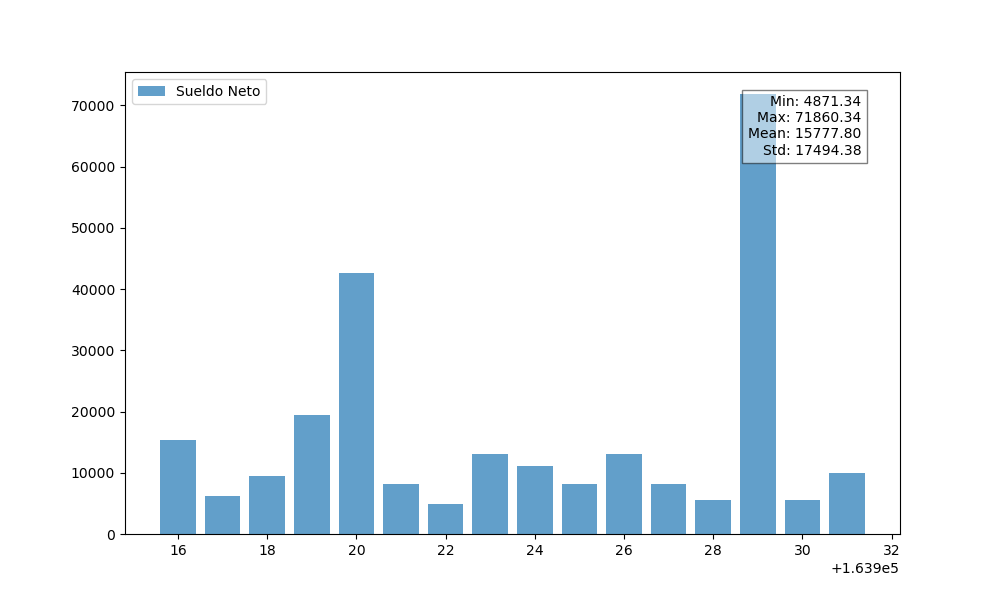 Sueldo Neto
Min: 4871.34
Max: 71860.34
Mean: 15777.80
Std: 17494.38
70000
60000
50000
40000
30000
20000
10000
0
16 18 20 22 24 26 28 30 32
+1.639e5